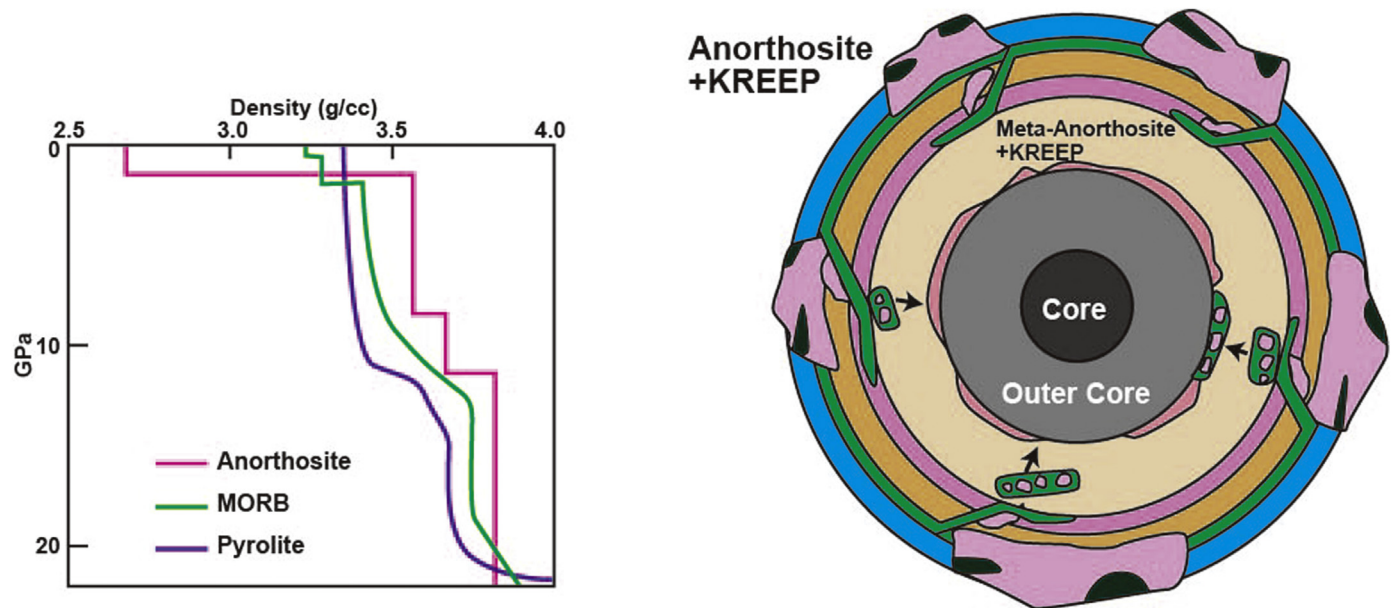 Density (g/cc)
2.5 3.0 3.5 4.0
0
GPa
10
20
Anorthosite
MORB
Pyrolite
Anorthosite
+KREEP
Meta-Anorthosite
+KREEP
Core
Outer Core